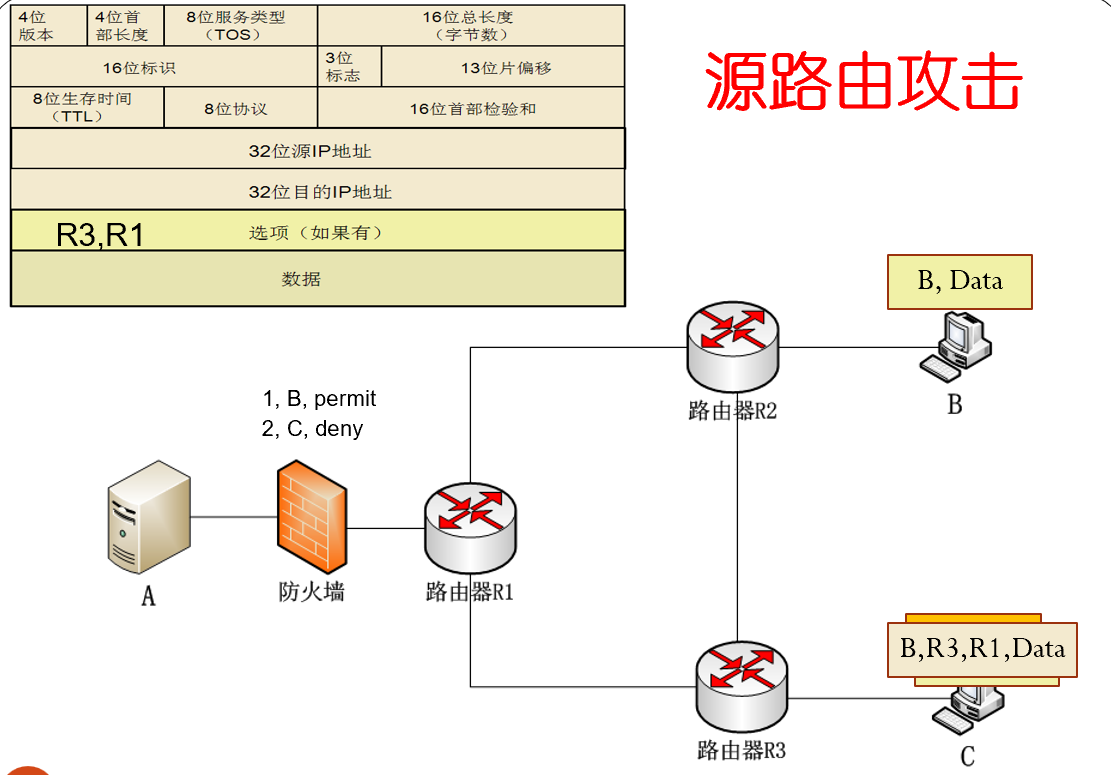 4位
版本
4位首
部长度
8位服务类型
（TOS）
16位总长度
（字节数）
16位标识
3位
标志
13位片偏移
8位生存时间
（TTL）
8位协议
16位首部检验和
32位源IP地址
32位目的IP地址
R3,R1
选项（如果有）
数据
源路由攻击
B, Data
B
路由器R2
1, B, permit
2, C, deny
A
防火墙
路由器R1
B,R3,R1,Data
路由器R3
C